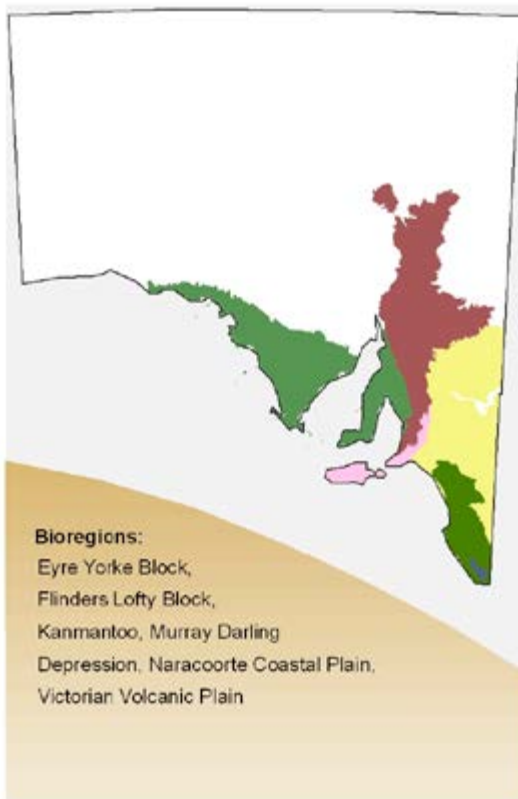 Bioregions:
Eyre Yorke Block,
Flinders Lofty Block,
Kanmantoo, Murray Darling
Depression, Naracoorte Coastal Plain,
Victorian Volcanic Plain